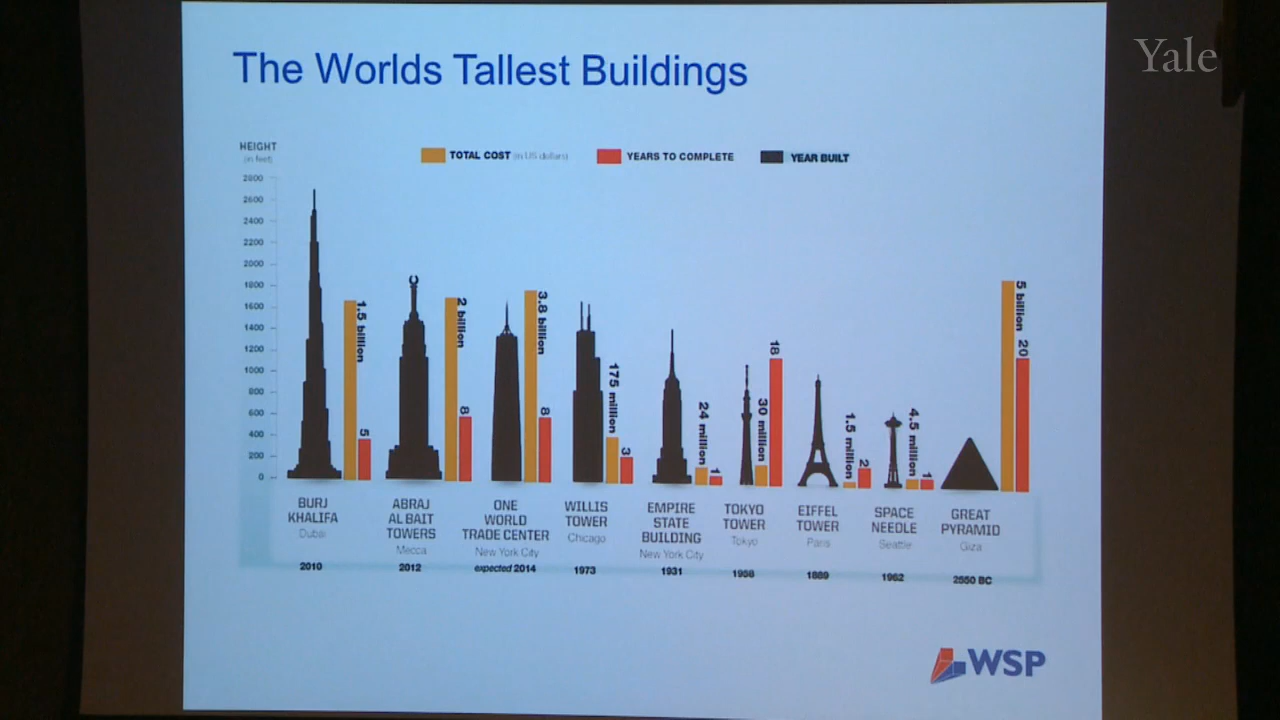 Yale
The Worlds Tallest Buildings
HEIGHT
(in feet)
TOTAL COST (in US dollars)
YEARS TO COMPLETE
YEAR BUILT
2800
2600
2400
2200
2000
1800
1600
1400
1200
1000
800
600
400
200
0
1.5 billion
5
2 billion
8
3.8 billion
8
175 million
3
24 million
1
30 million
18
1.5 million
2
4.5 million
1
5 billion
20
BURJ
KHALIFA
Dubai
2010
ABRAJ
AL BAIT
TOWERS
Mecca
2012
ONE
WORLD
TRADE CENTER
New York City
expected 2014
WILLIS
TOWER
Chicago
1973
EMPIRE
STATE
BUILDING
New York City
1931
TOKYO
TOWER
Tokyo
1958
EIFFEL
TOWER
Paris
1889
SPACE
NEEDLE
Seattle
1962
GREAT
PYRAMID
Giza
2550 BC
WSP